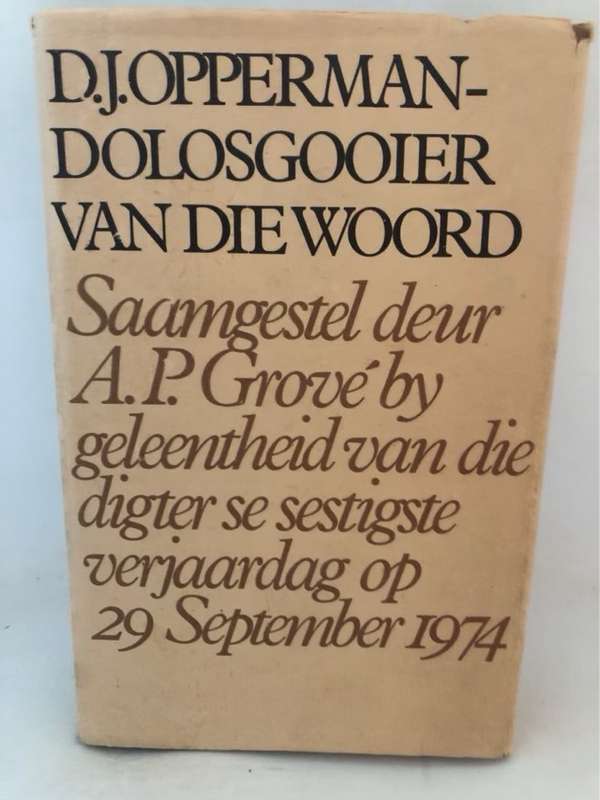 D.J. OPPERMAN-
DOLOSGOOIER
VAN DIE WOORD
Saamgestel deur
A.P. Grové by
geleentheid van die
digter se sestigste
verjaardag op
29 September 1974